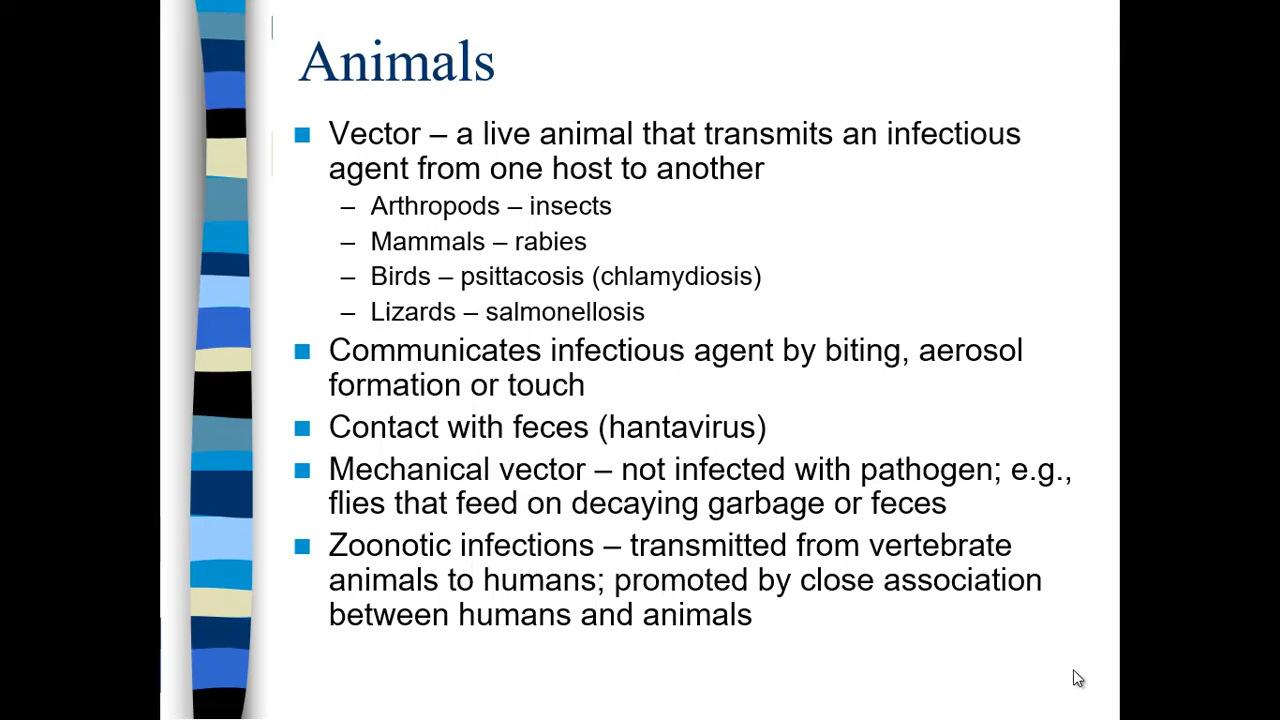 Animals
Vector – a live animal that transmits an infectious
agent from one host to another
– Arthropods – insects
– Mammals – rabies
– Birds – psittacosis (chlamydiosis)
– Lizards – salmonellosis
Communicates infectious agent by biting, aerosol
formation or touch
Contact with feces (hantavirus)
Mechanical vector – not infected with pathogen; e.g.,
flies that feed on decaying garbage or feces
Zoonotic infections – transmitted from vertebrate
animals to humans; promoted by close association
between humans and animals